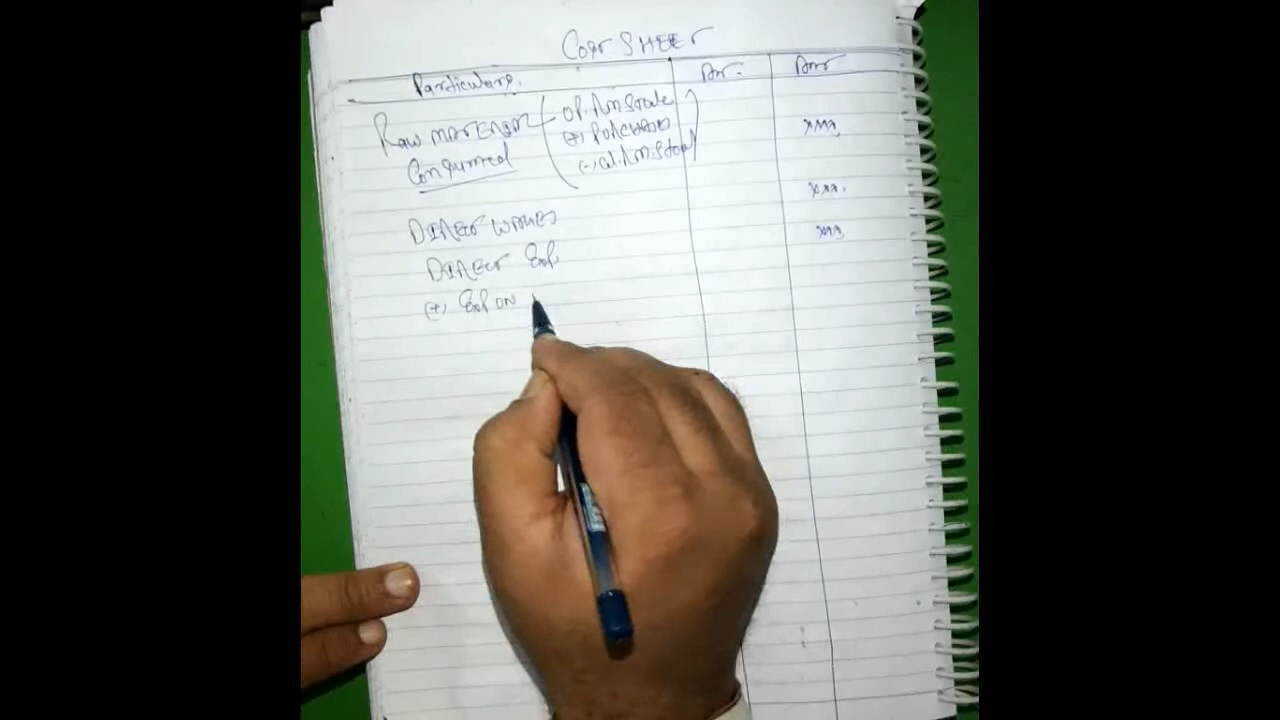 COST SHEET
Particulars. Amt. Amt
Raw MATERIAL ( OP. RM Stock
(+) PURCHASES xxx
Consumed (-) Cl. RM. Stock )
xxx.
DIRECT WAGES xxx
DIRECT Exp.
(+) Exp ON